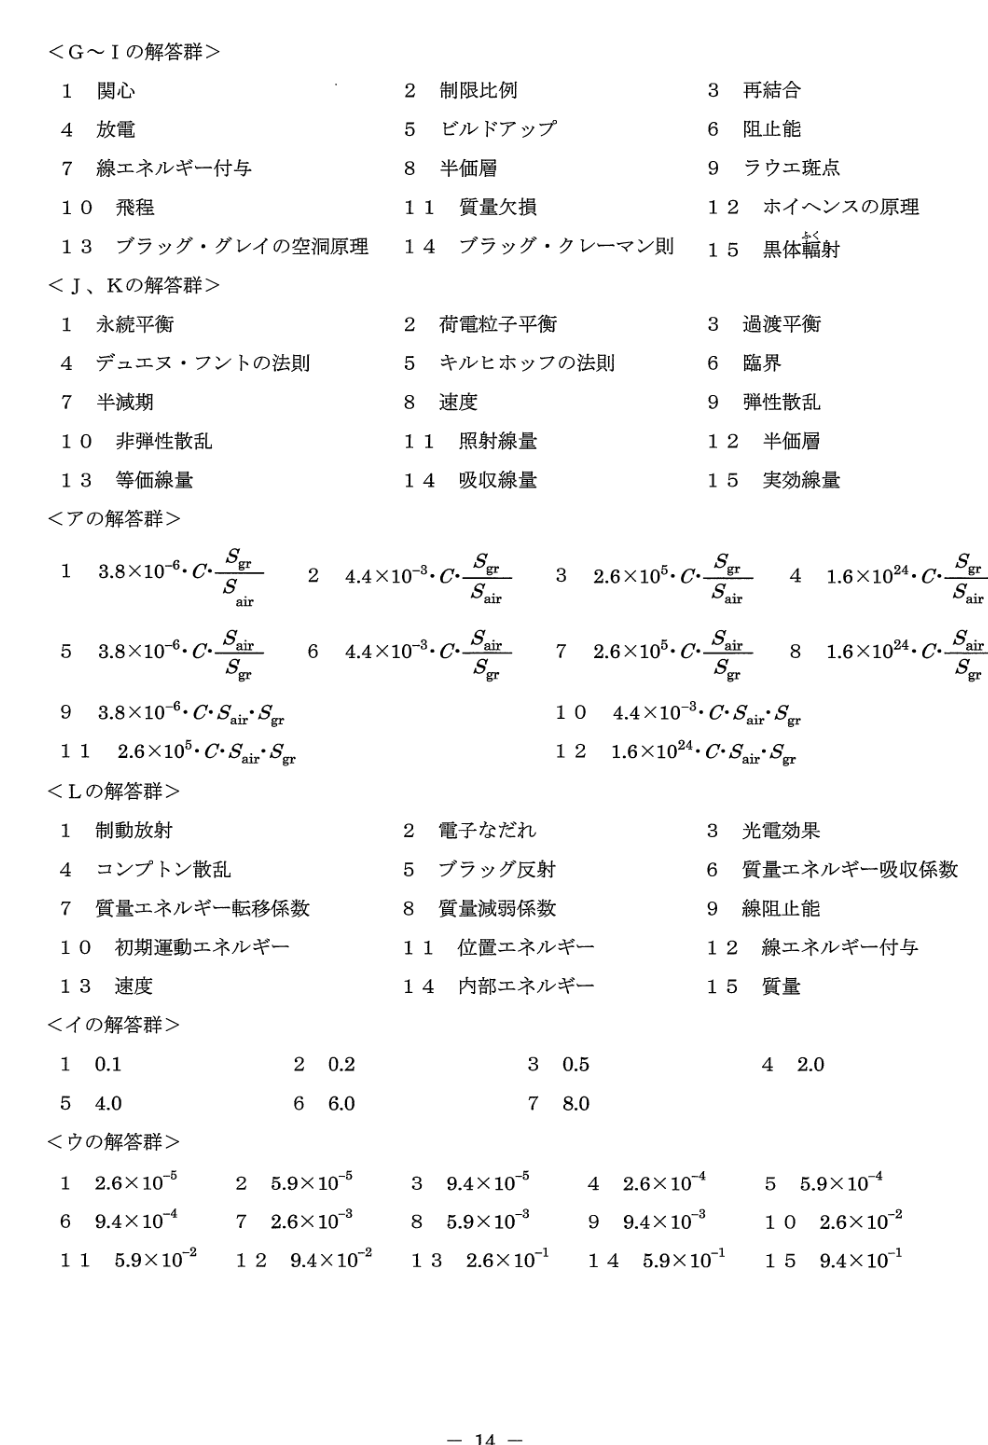 ＜G～Iの解答群＞
1 関心 2 制限比例 3 再結合
4 放電 5 ビルドアップ 6 阻止能
7 線エネルギー付与 8 半価層 9 ラウエ斑点
10 飛程 11 質量欠損 12 ホイヘンスの原理
13 ブラッグ・グレイの空洞原理 14 ブラッグ・クレーマン則 15 黒体輻射
ふく
＜J、Kの解答群＞
1 永続平衡 2 荷電粒子平衡 3 過渡平衡
4 デュエヌ・フントの法則 5 キルヒホッフの法則 6 臨界
7 半減期 8 速度 9 弾性散乱
10 非弾性散乱 11 照射線量 12 半価層
13 等価線量 14 吸収線量 15 実効線量
＜アの解答群＞
1 3.8×10⁻⁶・C・S_gr/S_air 2 4.4×10⁻³・C・S_gr/S_air 3 2.6×10⁵・C・S_gr/S_air 4 1.6×10²⁴・C・S_gr/S_air
5 3.8×10⁻⁶・C・S_air/S_gr 6 4.4×10⁻³・C・S_air/S_gr 7 2.6×10⁵・C・S_air/S_gr 8 1.6×10²⁴・C・S_air/S_gr
9 3.8×10⁻⁶・C・S_air・S_gr 10 4.4×10⁻³・C・S_air・S_gr
11 2.6×10⁵・C・S_air・S_gr 12 1.6×10²⁴・C・S_air・S_gr
＜Lの解答群＞
1 制動放射 2 電子なだれ 3 光電効果
4 コンプトン散乱 5 ブラッグ反射 6 質量エネルギー吸収係数
7 質量エネルギー転移係数 8 質量減弱係数 9 線阻止能
10 初期運動エネルギー 11 位置エネルギー 12 線エネルギー付与
13 速度 14 内部エネルギー 15 質量
＜イの解答群＞
1 0.1 2 0.2 3 0.5 4 2.0
5 4.0 6 6.0 7 8.0
＜ウの解答群＞
1 2.6×10⁻⁵ 2 5.9×10⁻⁵ 3 9.4×10⁻⁵ 4 2.6×10⁻⁴ 5 5.9×10⁻⁴
6 9.4×10⁻⁴ 7 2.6×10⁻³ 8 5.9×10⁻³ 9 9.4×10⁻³ 10 2.6×10⁻²
11 5.9×10⁻² 12 9.4×10⁻² 13 2.6×10⁻¹ 14 5.9×10⁻¹ 15 9.4×10⁻¹
― 14 ―